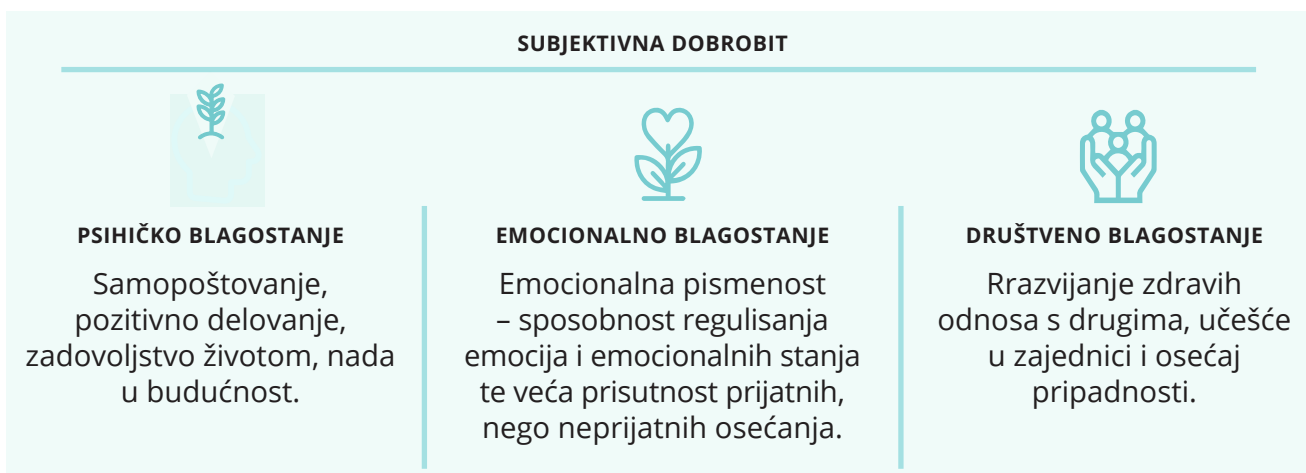 SUBJEKTIVNA DOBROBIT
PSIHIČKO BLAGOSTANJE
Samopoštovanje,
pozitivno delovanje,
zadovoljstvo životom, nada
u budućnost.
EMOCIONALNO BLAGOSTANJE
Emocionalna pismenost
– sposobnost regulisanja
emocija i emocionalnih stanja
te veća prisutnost prijatnih,
nego neprijatnih osećanja.
DRUŠTVENO BLAGOSTANJE
Rrazvijanje zdravih
odnosa s drugima, učešće
u zajednici i osećaj
pripadnosti.